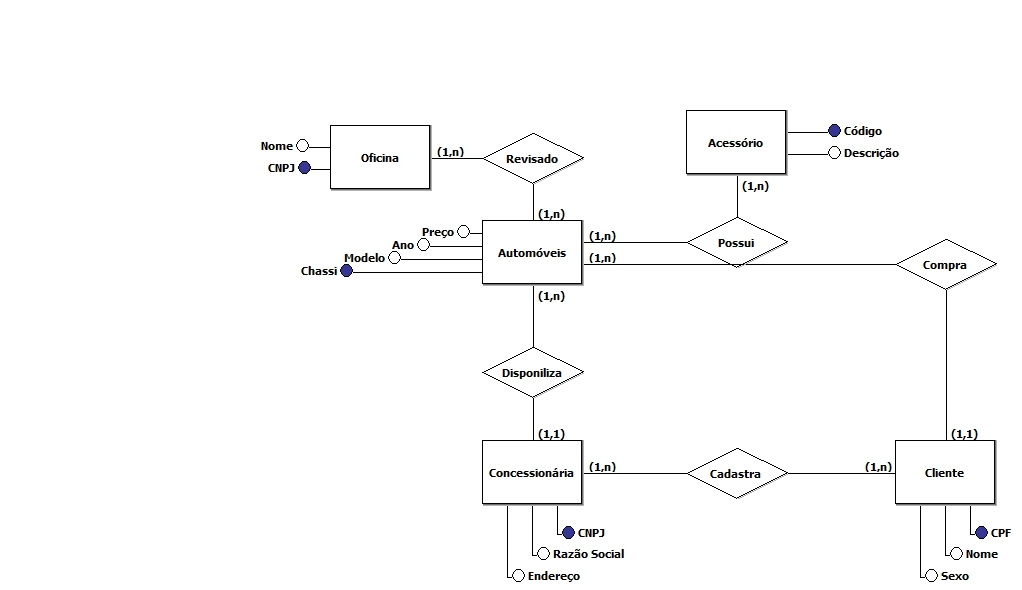 Nome
CNPJ
Oficina
(1,n)
Revisado
(1,n)
Acessório
Código
Descrição
(1,n)
Preço
Ano
Modelo
Chassi
Automóveis
(1,n)
(1,n)
Possui
Compra
(1,n)
Disponiliza
(1,1)
(1,1)
Concessionária
(1,n)
Cadastra
(1,n)
Cliente
CNPJ
Razão Social
Endereço
CPF
Nome
Sexo